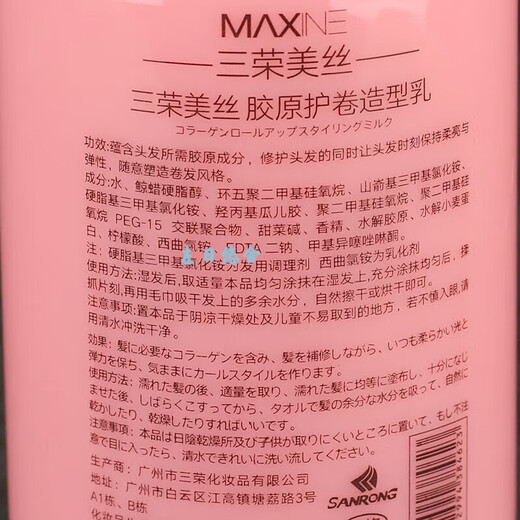 MAXINE
三荣美丝
三荣美丝 胶原护卷造型乳
コラーゲンロールアップスタイリングミルク
功效:蕴含头发所需胶原成分，修护头发的同时让头发时刻保持柔亮与
弹性，随意塑造卷发风格。
成分:水、鲸蜡硬脂醇、环五聚二甲基硅氧烷、山嵛基三甲基氯化铵、
硬脂基三甲基氯化铵、羟丙基瓜儿胶、聚二甲基硅氧烷、聚二甲基硅
氧烷 PEG-15 交联聚合物、甜菜碱、香精、水解胶原、水解小麦蛋
白、柠檬酸、西曲氯铵、EDTA 二钠、甲基异噻唑啉酮。
注：硬脂基三甲基氯化铵为发用调理剂 西曲氯铵为乳化剂
使用方法:湿发后,取适量本品均匀涂抹在湿发上,充分涂抹均匀后，揉
抓片刻,再用毛巾吸干发上的多余水分，自然擦干或烘干即可。
注意事项:置本品于阴凉干燥处及儿童不易取到的地方，若不慎入眼,请
用清水冲洗干净。
効果：髪に必要なコラーゲンを含み、髪を補修しながら、いつも柔らかい光と
弾力を保ち、気ままにカールスタイルを作ります。
使用方法：濡れた髪の後、適量を取り、濡れた髪に均等に塗布し、十分になじ
ませた後、しばらくこすってから、タオルで髪の余分な水分を吸って、自然に
乾かしたり、乾燥したりすればいいです。
注意事項：本品は日陰乾燥所及び子供が取りにくいところに置いて、もし不注
意で目に入ったら、清水できれいに洗い流してください。
生产商：广州市三荣化妆品有限公司
地址：广州市白云区江高镇塘荔路3号
A1栋、B栋
SANRONG